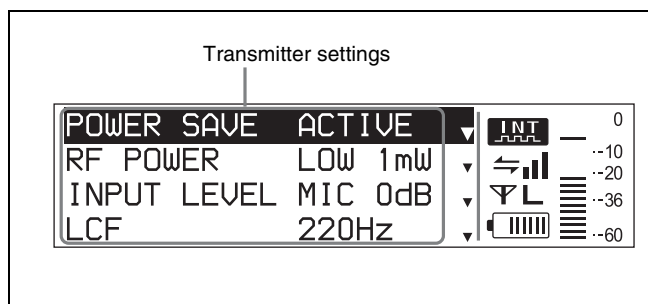 Transmitter settings
POWER SAVE ACTIVE
RF POWER LOW 1mW
INPUT LEVEL MIC 0dB
LCF 220Hz
INT
L
0
-10
-20
-36
-60